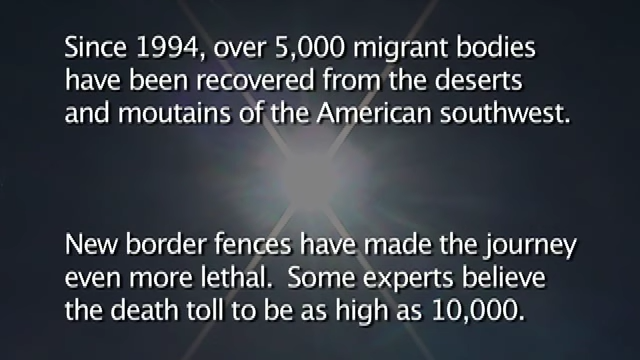 Since 1994, over 5,000 migrant bodies
have been recovered from the deserts
and moutains of the American southwest.
New border fences have made the journey
even more lethal.  Some experts believe
the death toll to be as high as 10,000.